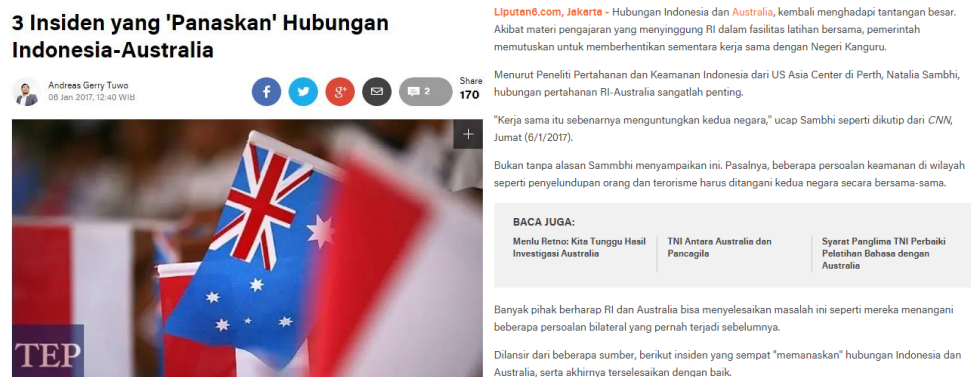 3 Insiden yang 'Panaskan' Hubungan
Indonesia-Australia
Andreas Gerry Tuwo
06 Jan 2017, 12:40 WIB
f
g+
2
Share
170
+
TEP
Liputan6.com, Jakarta - Hubungan Indonesia dan Australia, kembali menghadapi tantangan besar.
Akibat materi pengajaran yang menyinggung RI dalam fasilitas latihan bersama, pemerintah
memutuskan untuk memberhentikan sementara kerja sama dengan Negeri Kanguru.
Menurut Peneliti Pertahanan dan Keamanan Indonesia dari US Asia Center di Perth, Natalia Sambhi,
hubungan pertahanan RI-Australia sangatlah penting.
"Kerja sama itu sebenarnya menguntungkan kedua negara," ucap Sambhi seperti dikutip dari CNN,
Jumat (6/1/2017).
Bukan tanpa alasan Sammbhi menyampaikan ini. Pasalnya, beberapa persoalan keamanan di wilayah
seperti penyelundupan orang dan terorisme harus ditangani kedua negara secara bersama-sama.
BACA JUGA:
Menlu Retno: Kita Tunggu Hasil
Investigasi Australia
TNI Antara Australia dan
Pancagila
Syarat Panglima TNI Perbaiki
Pelatihan Bahasa dengan
Australia
Banyak pihak berharap RI dan Australia bisa menyelesaikan masalah ini seperti mereka menangani
beberapa persoalan bilateral yang pernah terjadi sebelumnya.
Dilansir dari beberapa sumber, berikut insiden yang sempat "memanaskan" hubungan Indonesia dan
Australia, serta akhirnya terselesaikan dengan baik.